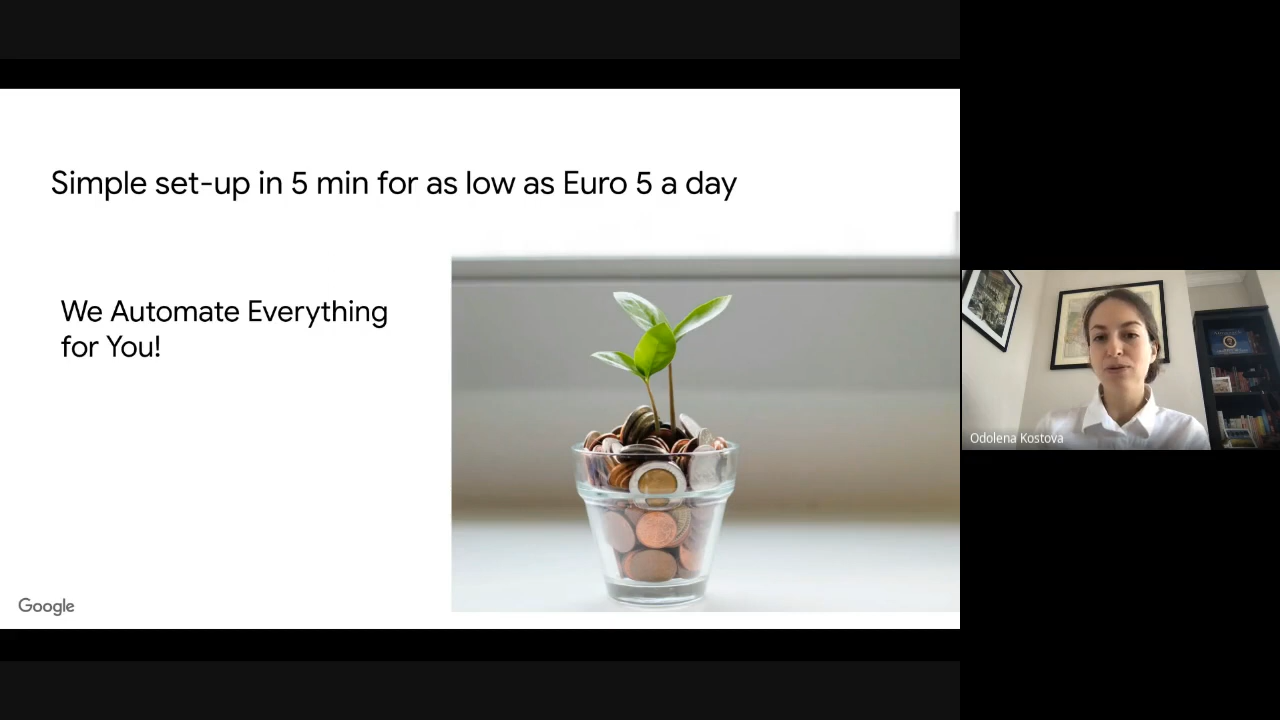 Simple set-up in 5 min for as low as Euro 5 a day
We Automate Everything
for You!
Google
Odolena Kostova